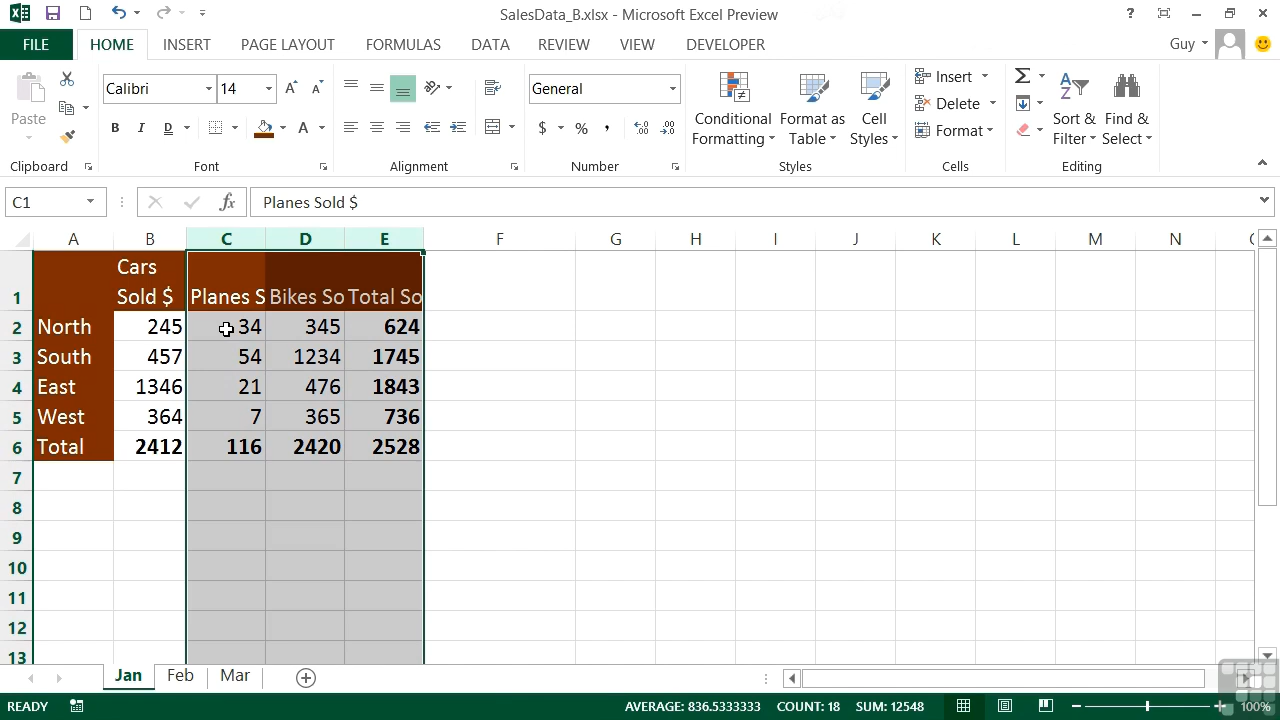 SalesData_B.xlsx - Microsoft Excel Preview
?
FILE HOME INSERT PAGE LAYOUT FORMULAS DATA REVIEW VIEW DEVELOPER Guy
Paste
Clipboard
Calibri 14
A A
B I D A
Font
Alignment
General
$ % ,
Number
Conditional Formatting
Format as Table
Cell Styles
Styles
Insert
Delete
Format
Cells
Σ
Sort & Filter
Find & Select
Editing
C1 fx Planes Sold $
A B C D E F G H I J K L M N
1 Cars Sold $ Planes S Bikes So Total So
2 North 245 34 345 624
3 South 457 54 1234 1745
4 East 1346 21 476 1843
5 West 364 7 365 736
6 Total 2412 116 2420 2528
7
8
9
10
11
12
13
Jan Feb Mar
READY AVERAGE: 836.5333333 COUNT: 18 SUM: 12548 100%